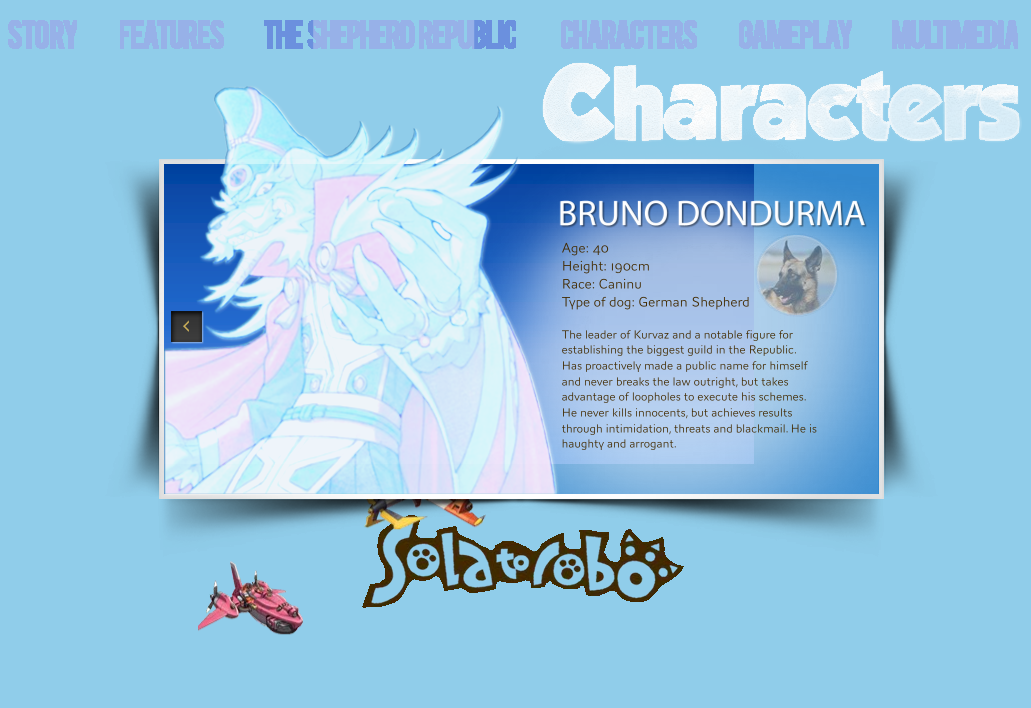 STORY FEATURES THE SHEPHERD REPUBLIC CHARACTERS GAMEPLAY MULTIMEDIA
Characters
BRUNO DONDURMA
Age: 40
Height: 190cm
Race: Caninu
Type of dog: German Shepherd
The leader of Kurvaz and a notable figure for
establishing the biggest guild in the Republic.
Has proactively made a public name for himself
and never breaks the law outright, but takes
advantage of loopholes to execute his schemes.
He never kills innocents, but achieves results
through intimidation, threats and blackmail. He is
haughty and arrogant.
Solatorobo